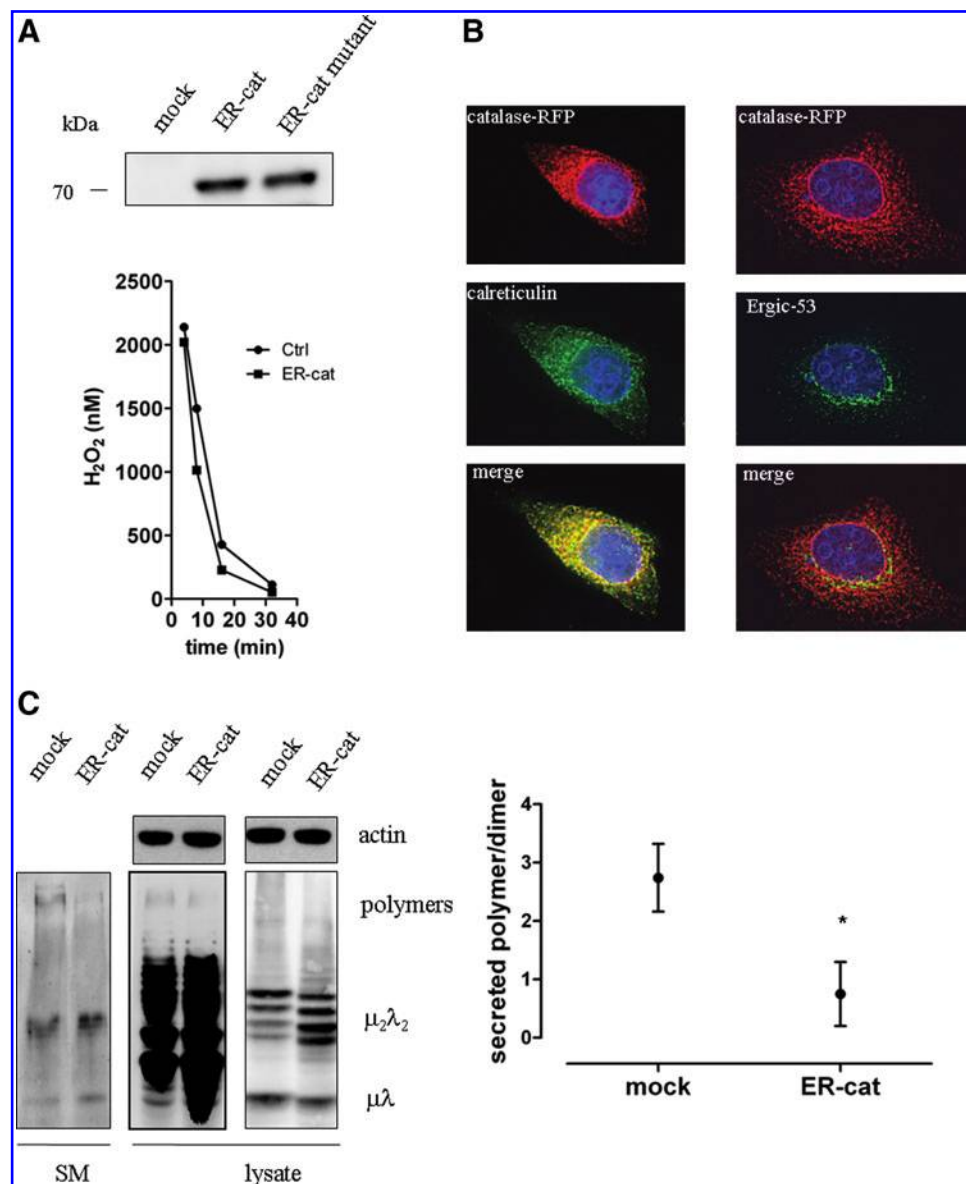 A
mock
ER-cat
ER-cat mutant
kDa
70
2500
2000
1500
1000
500
0
H₂O₂ (nM)
Ctrl
ER-cat
0 10 20 30 40
time (min)
B
catalase-RFP
catalase-RFP
calreticulin
Ergic-53
merge
merge
C
mock
ER-cat
mock
ER-cat
mock
ER-cat
actin
polymers
μ₂λ₂
μλ
SM
lysate
4
3
2
1
0
secreted polymer/dimer
*
mock
ER-cat